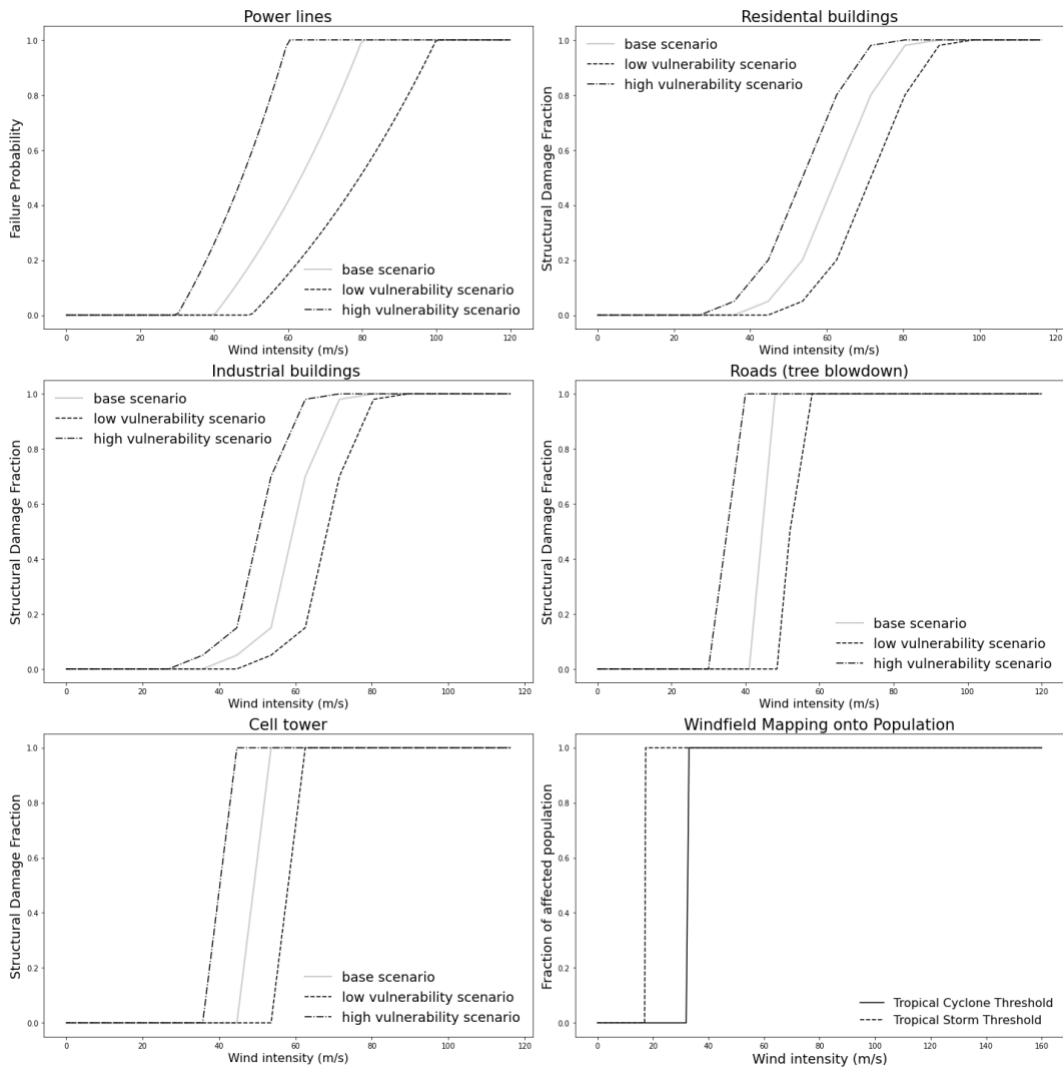 Power lines
Failure Probability
1.0
0.8
0.6
0.4
0.2
0.0
base scenario
low vulnerability scenario
high vulnerability scenario
0 20 40 60 80 100 120
Wind intensity (m/s)
Residental buildings
Structural Damage Fraction
1.0
0.8
0.6
0.4
0.2
0.0
base scenario
low vulnerability scenario
high vulnerability scenario
0 20 40 60 80 100 120
Wind intensity (m/s)
Industrial buildings
Structural Damage Fraction
1.0
0.8
0.6
0.4
0.2
0.0
base scenario
low vulnerability scenario
high vulnerability scenario
0 20 40 60 80 100 120
Wind intensity (m/s)
Roads (tree blowdown)
Structural Damage Fraction
1.0
0.8
0.6
0.4
0.2
0.0
base scenario
low vulnerability scenario
high vulnerability scenario
0 20 40 60 80 100 120
Wind intensity (m/s)
Cell tower
Structural Damage Fraction
1.0
0.8
0.6
0.4
0.2
0.0
base scenario
low vulnerability scenario
high vulnerability scenario
0 20 40 60 80 100 120
Wind intensity (m/s)
Windfield Mapping onto Population
Fraction of affected population
1.0
0.8
0.6
0.4
0.2
0.0
Tropical Cyclone Threshold
Tropical Storm Threshold
0 20 40 60 80 100 120 140 160
Wind intensity (m/s)